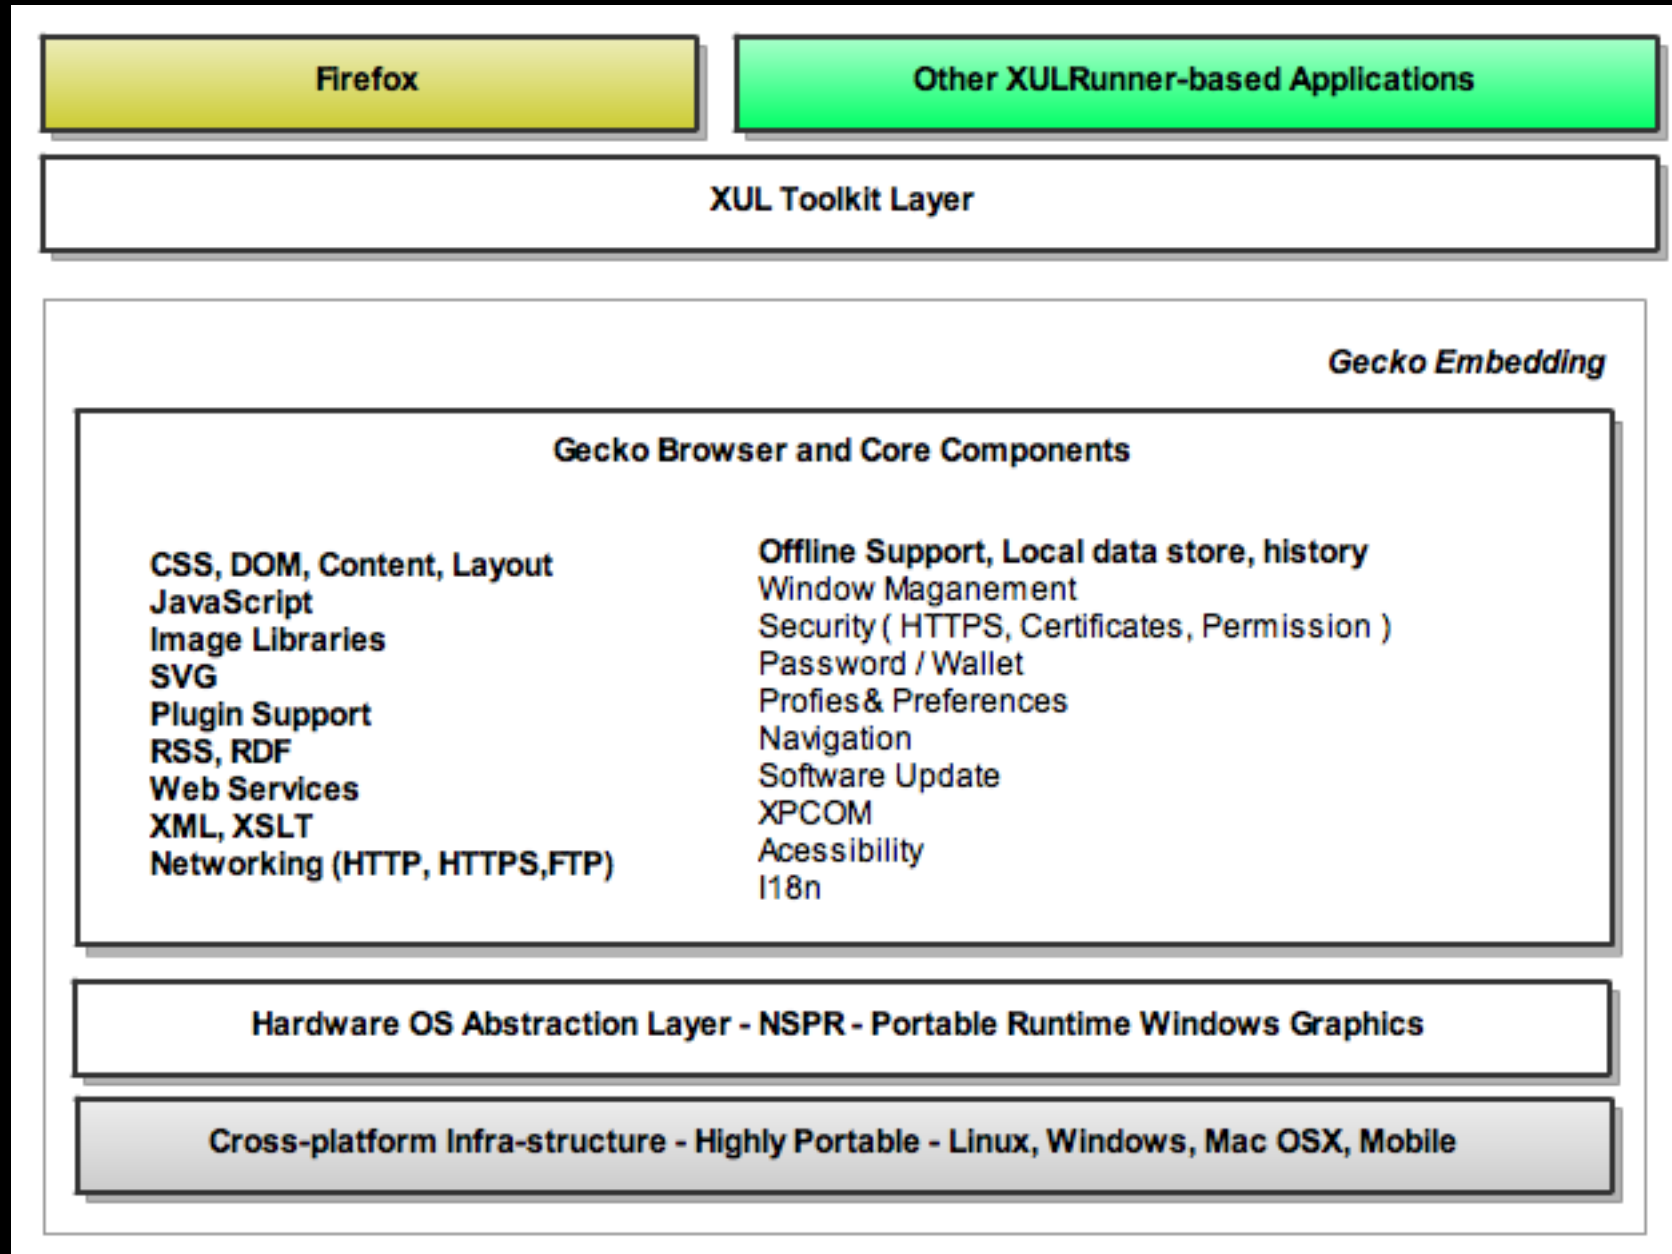 Firefox
Other XULRunner-based Applications
XUL Toolkit Layer
Gecko Embedding
Gecko Browser and Core Components
CSS, DOM, Content, Layout
JavaScript
Image Libraries
SVG
Plugin Support
RSS, RDF
Web Services
XML, XSLT
Networking (HTTP, HTTPS,FTP)
Offline Support, Local data store, history
Window Maganement
Security ( HTTPS, Certificates, Permission )
Password / Wallet
Profies& Preferences
Navigation
Software Update
XPCOM
Acessibility
I18n
Hardware OS Abstraction Layer - NSPR - Portable Runtime Windows Graphics
Cross-platform Infra-structure - Highly Portable - Linux, Windows, Mac OSX, Mobile